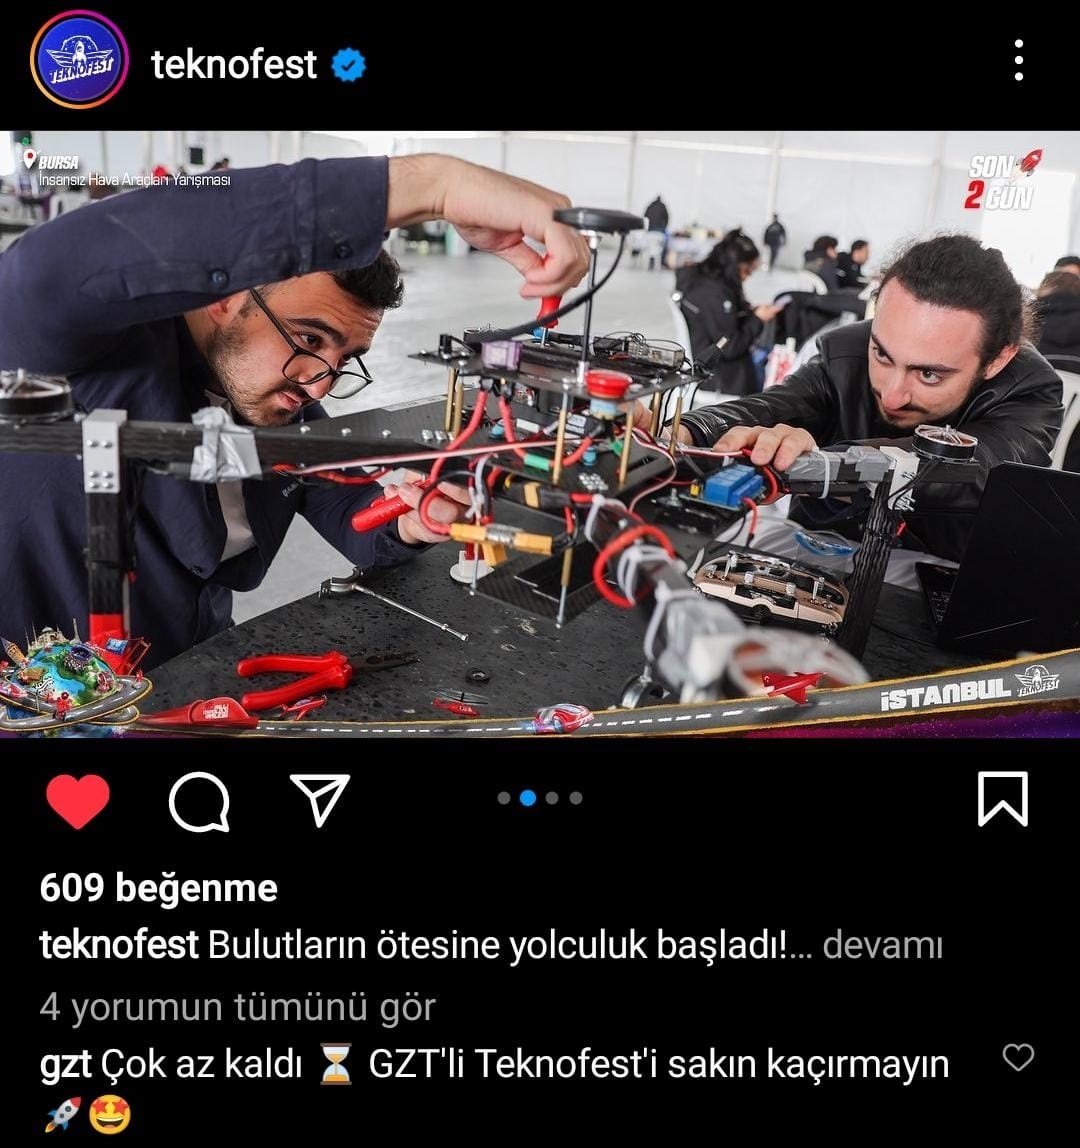 TEKNOFEST
teknofest
BURSA
İnsansız Hava Araçları Yarışması
SON
2 GÜN
İSTANBUL
TEKNOFEST
609 beğenme
teknofest Bulutların ötesine yolculuk başladı!... devamı
4 yorumun tümünü gör
gzt Çok az kaldı ⏳ GZT'li Teknofest'i sakın kaçırmayın
🚀🤩